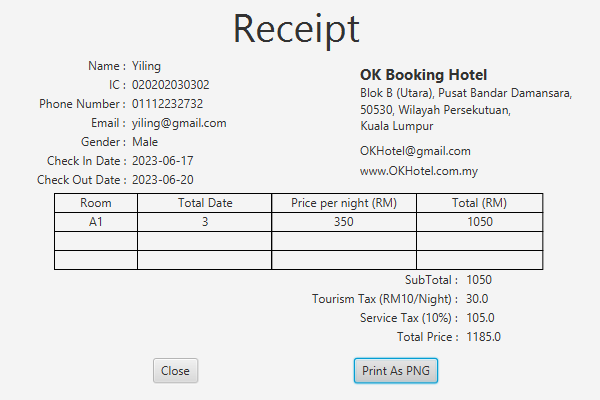 Receipt
Name : Yiling
IC : 020202030302
Phone Number : 01112232732
Email : yiling@gmail.com
Gender : Male
Check In Date : 2023-06-17
Check Out Date : 2023-06-20
OK Booking Hotel
Blok B (Utara), Pusat Bandar Damansara,
50530, Wilayah Persekutuan,
Kuala Lumpur
OKHotel@gmail.com
www.OKHotel.com.my
Room Total Date Price per night (RM) Total (RM)
A1 3 350 1050
SubTotal : 1050
Tourism Tax (RM10/Night) : 30.0
Service Tax (10%) : 105.0
Total Price : 1185.0
Close Print As PNG